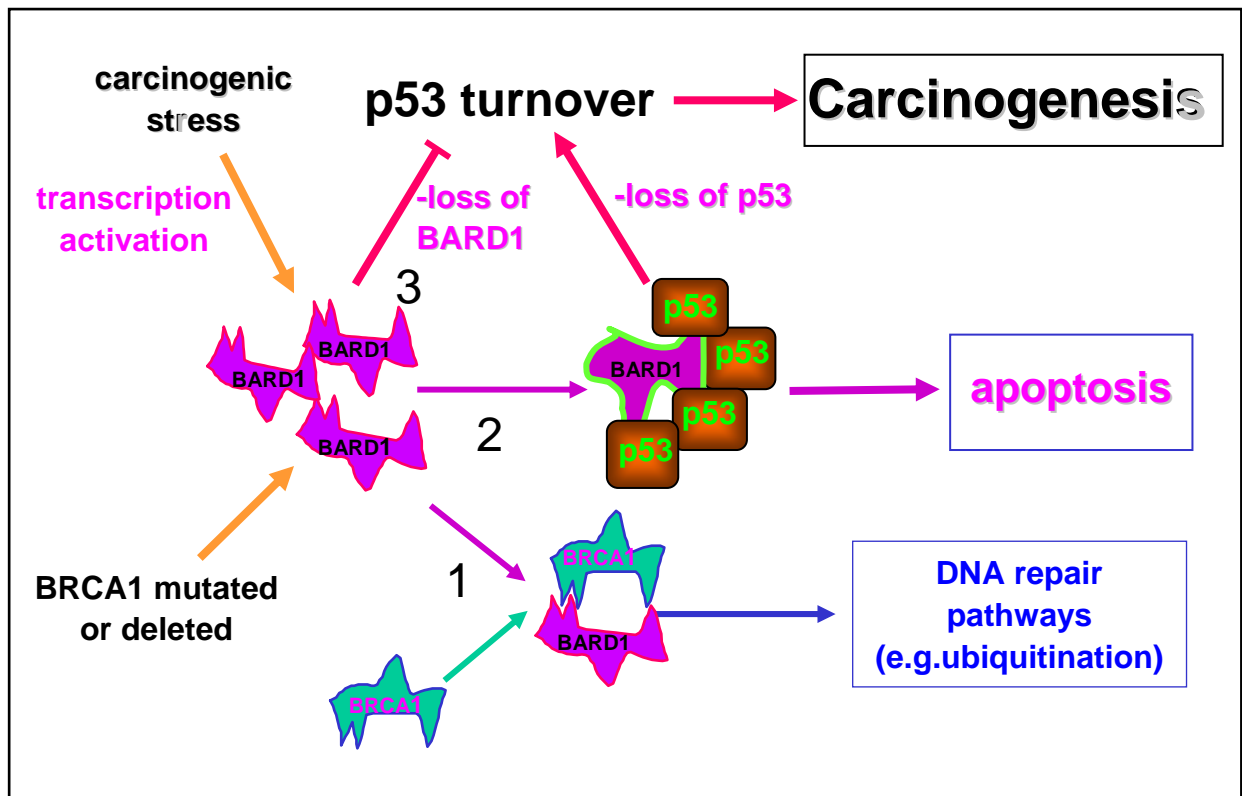 carcinogenic
stress
p53 turnover
Carcinogenesis
transcription
activation
-loss of
BARD1
-loss of p53
3
BARD1
BARD1
BARD1
2
p53
p53
BARD1
p53
p53
apoptosis
BRCA1 mutated
or deleted
1
BRCA1
BARD1
BRCA1
DNA repair
pathways
(e.g.ubiquitination)